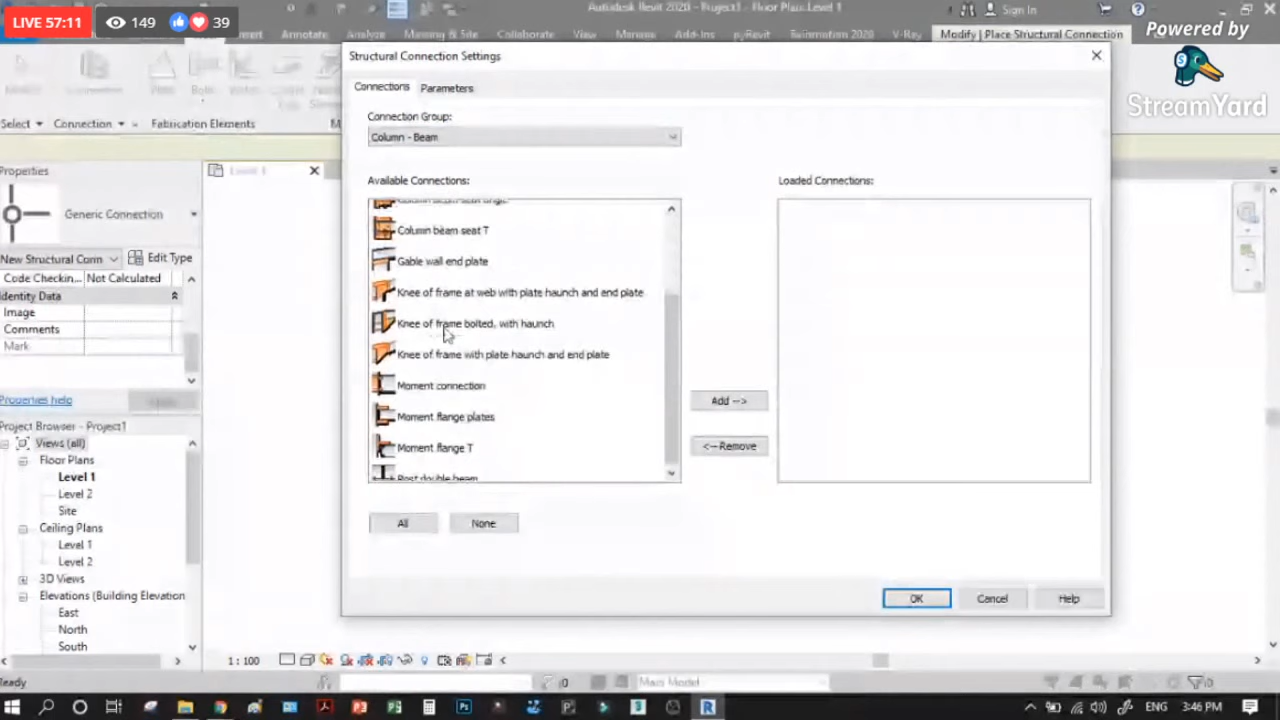 LIVE 57:11
149
39
Autodesk Revit 2020 - Project1 - Floor Plan: Level 1
Sign In
Annotate
Analyze
Massing & Site
Collaborate
View
Manage
Add-Ins
pyRevit
V-Ray
Modify | Place Structural Connection
Powered by
StreamYard
Select
Connection
Fabrication Elements
Structural Connection Settings
Connections
Parameters
Connection Group:
Column - Beam
Available Connections:
Loaded Connections:
Column beam seat T
Gable wall end plate
Knee of frame at web with plate haunch and end plate
Knee of frame bolted, with haunch
Knee of frame with plate haunch and end plate
Moment connection
Moment flange plates
Moment flange T
Post double beam
Add -->
<-- Remove
All
None
OK
Cancel
Help
Properties
Generic Connection
New Structural Conn
Edit Type
Code Checkin...
Not Calculated
Identity Data
Image
Comments
Mark
Properties help
Project Browser - Project1
Views (all)
Floor Plans
Level 1
Level 2
Site
Ceiling Plans
Level 1
Level 2
3D Views
Elevations (Building Elevation
East
North
South
Level 1
1 : 100
Ready
:0
Main Model
:0
ENG
3:46 PM